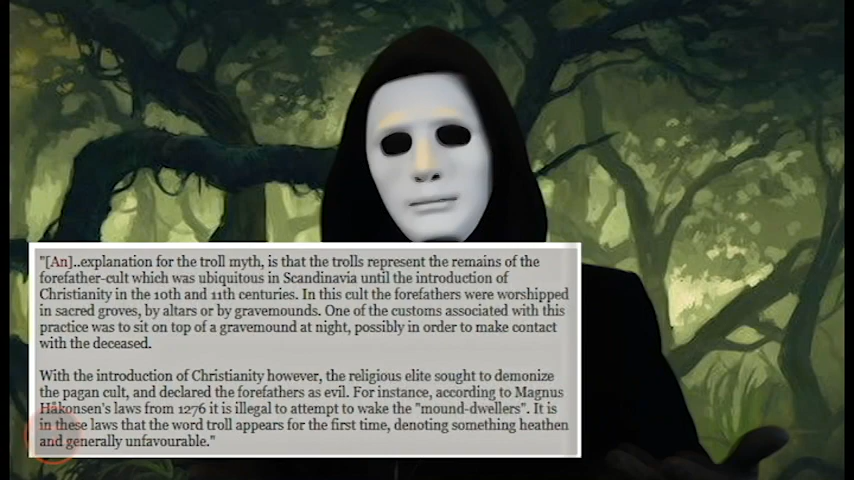 "[An]..explanation for the troll myth, is that the trolls represent the remains of the
forefather-cult which was ubiquitous in Scandinavia until the introduction of
Christianity in the 10th and 11th centuries. In this cult the forefathers were worshipped
in sacred groves, by altars or by gravemounds. One of the customs associated with this
practice was to sit on top of a gravemound at night, possibly in order to make contact
with the deceased.
With the introduction of Christianity however, the religious elite sought to demonize
the pagan cult, and declared the forefathers as evil. For instance, according to Magnus
Håkonsen's laws from 1276 it is illegal to attempt to wake the "mound-dwellers". It is
in these laws that the word troll appears for the first time, denoting something heathen
and generally unfavourable."